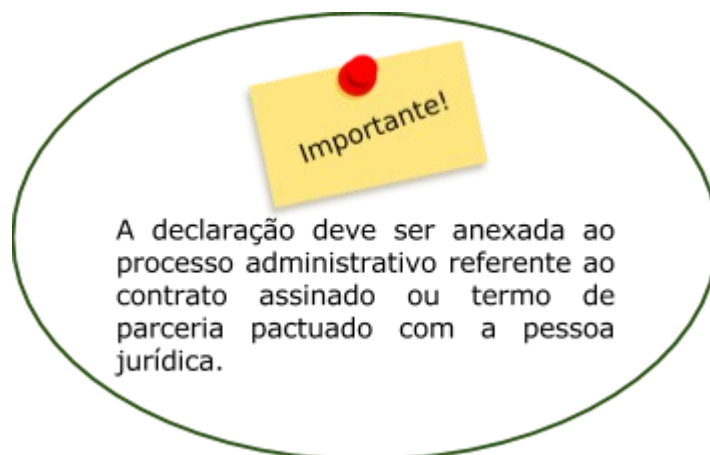 Importante!
A declaração deve ser anexada ao
processo administrativo referente ao
contrato assinado ou termo de
parceria pactuado com a pessoa
jurídica.